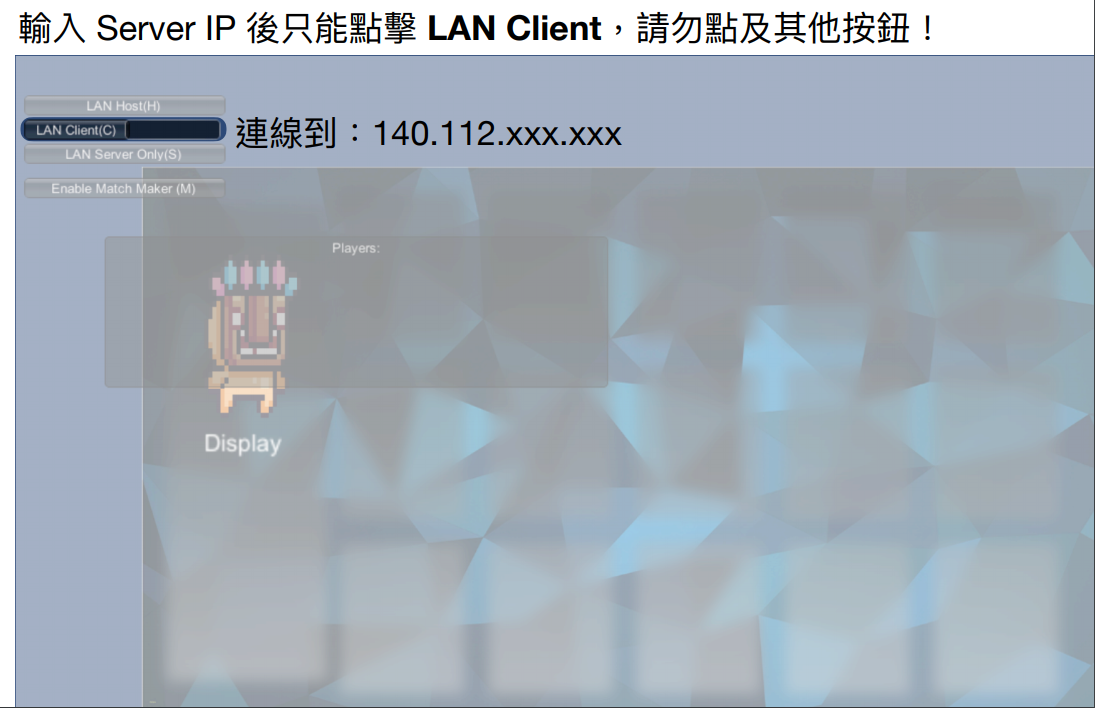 輸入 Server IP 後只能點擊 LAN Client，請勿點及其他按鈕！
LAN Host(H)
LAN Client(C)
連線到：140.112.xxx.xxx
LAN Server Only(S)
Enable Match Maker (M)
Players:
Display